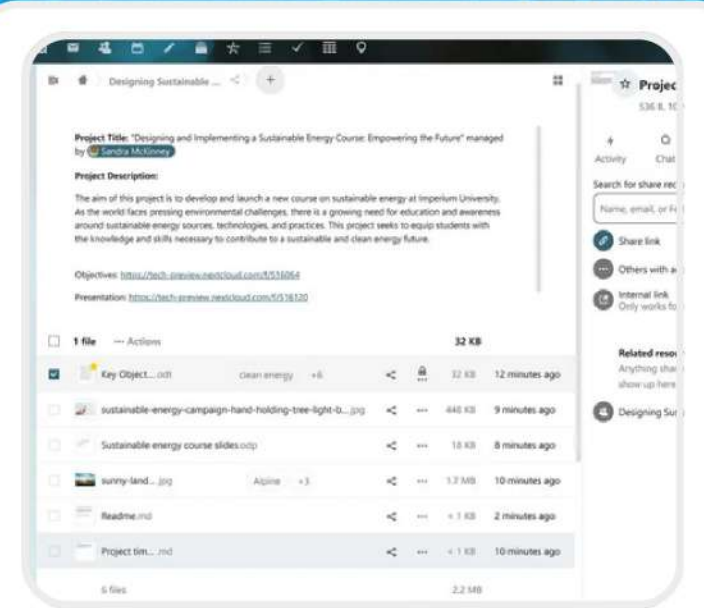 Designing Sustainable ...
Project Title: "Designing and Implementing a Sustainable Energy Course: Empowering the Future" managed
by Sandra McKinney
Project Description:
The aim of this project is to develop and launch a new course on sustainable energy at Imperium University.
As the world faces pressing environmental challenges, there is a growing need for education and awareness
around sustainable energy sources, technologies, and practices. This project seeks to equip students with
the knowledge and skills necessary to contribute to a sustainable and clean energy future.
Objectives: https://tech-preview.nextcloud.com/f/516064
Presentation: https://tech-preview.nextcloud.com/f/516120
1 file ... Actions 32 KB
Key Object... .odt clean energy +6 32 KB 12 minutes ago
sustainable-energy-campaign-hand-holding-tree-light-b... .jpg 448 KB 9 minutes ago
Sustainable energy course slides.odp 18 KB 8 minutes ago
sunny-land... .jpg Alpine +3 1.2 MB 10 minutes ago
Readme.md < 1 KB 2 minutes ago
Project tim... .md < 1 KB 10 minutes ago
6 files 2.2 MB
Projec
536 B, 10
Activity Chat
Search for share rec
Name, email, or Fe
Share link
Others with a
Internal link
Only works fo
Related resou
Anything shar
show up here
Designing Sus